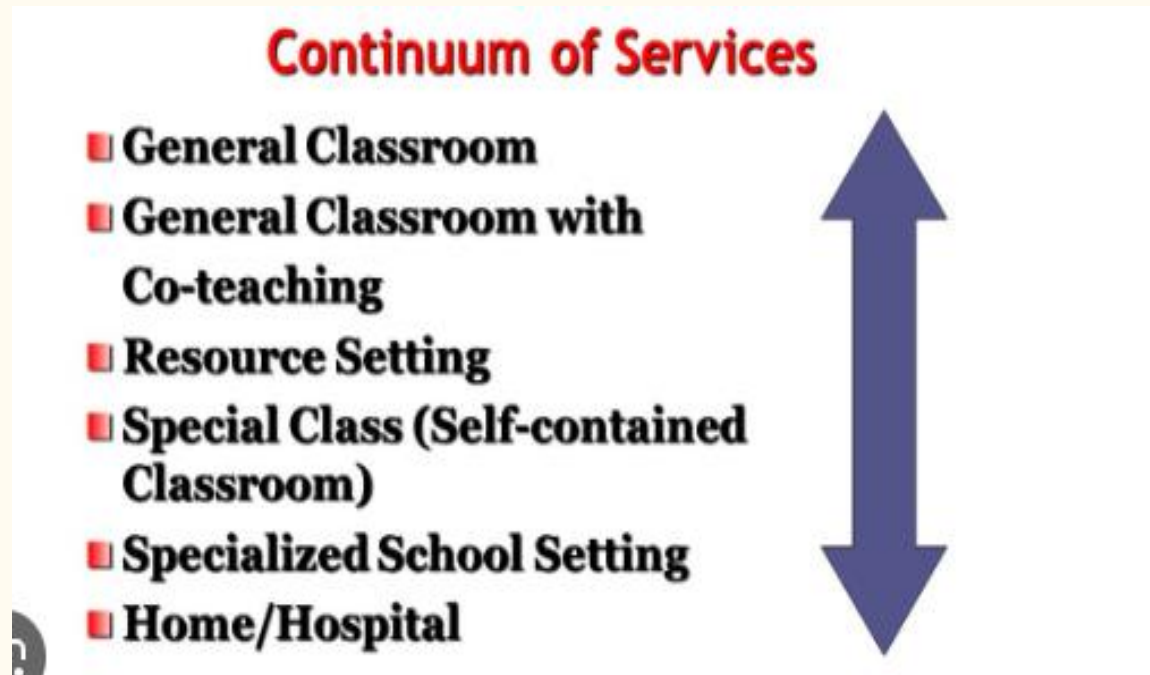 Continuum of Services
General Classroom
General Classroom with
Co-teaching
Resource Setting
Special Class (Self-contained
Classroom)
Specialized School Setting
Home/Hospital